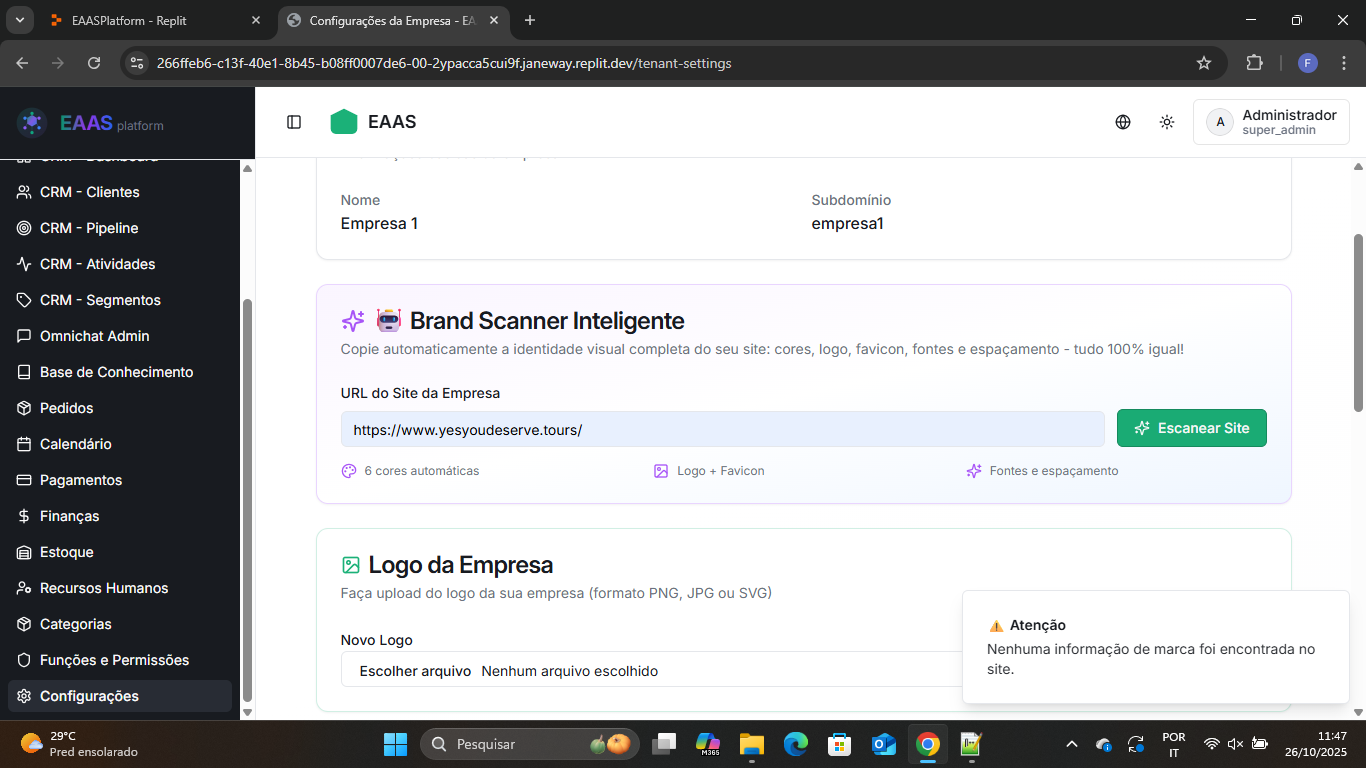 EAASPlatform - Replit
Configurações da Empresa - EA
266ffeb6-c13f-40e1-8b45-b08ff0007de6-00-2ypacca5cui9f.janeway.replit.dev/tenant-settings
F
EAAS platform
EAAS
A
Administrador
super_admin
CRM - Dashboard
CRM - Clientes
CRM - Pipeline
CRM - Atividades
CRM - Segmentos
Omnichat Admin
Base de Conhecimento
Pedidos
Calendário
Pagamentos
Finanças
Estoque
Recursos Humanos
Categorias
Funções e Permissões
Configurações
Nome
Subdomínio
Empresa 1
empresa1
Brand Scanner Inteligente
Copie automaticamente a identidade visual completa do seu site: cores, logo, favicon, fontes e espaçamento - tudo 100% igual!
URL do Site da Empresa
https://www.yesyoudeserve.tours/
Escanear Site
6 cores automáticas
Logo + Favicon
Fontes e espaçamento
Logo da Empresa
Faça upload do logo da sua empresa (formato PNG, JPG ou SVG)
Novo Logo
Escolher arquivo Nenhum arquivo escolhido
Atenção
Nenhuma informação de marca foi encontrada no
site.
29°C
Pred ensolarado
Pesquisar
M365
POR
IT
11:47
26/10/2025